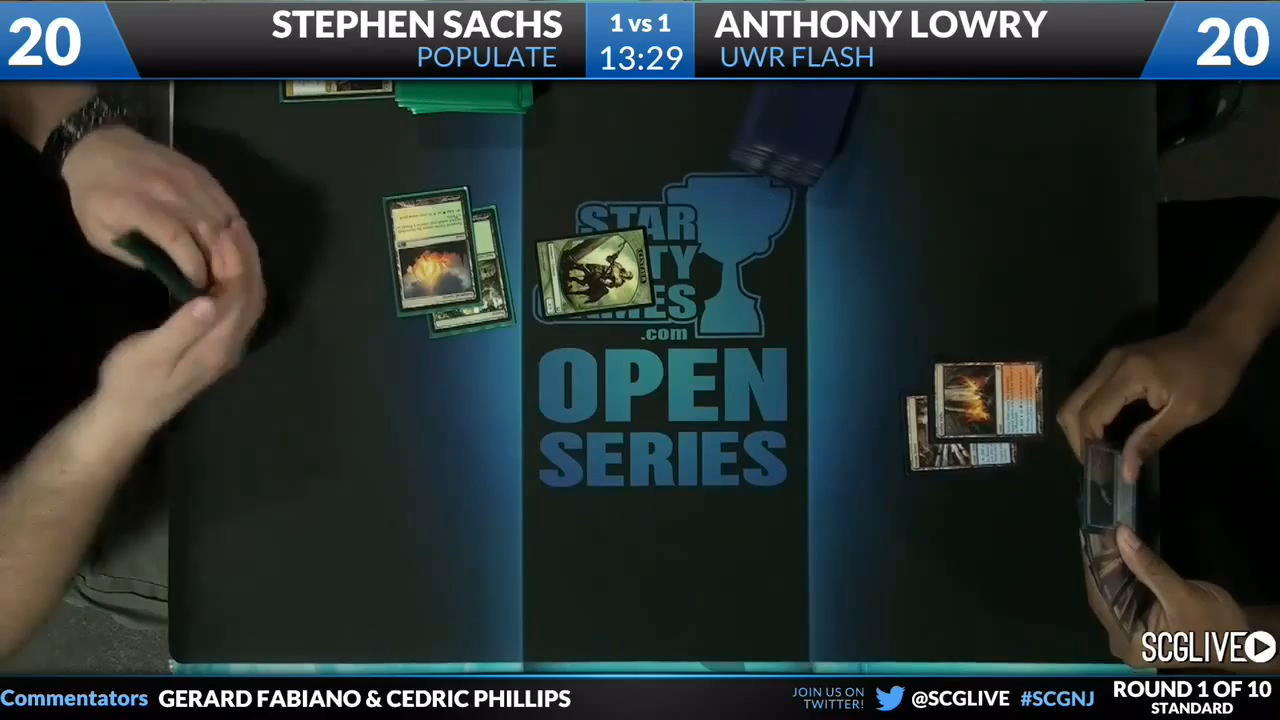 20
STEPHEN SACHS
POPULATE
1 vs 1
13:29
ANTHONY LOWRY
UWR FLASH
20
STAR
CITY
GAMES
.com
OPEN
SERIES
SCGLIVE
Commentators GERARD FABIANO & CEDRIC PHILLIPS
JOIN US ON
TWITTER!
@SCGLIVE #SCGNJ
ROUND 1 OF 10
STANDARD